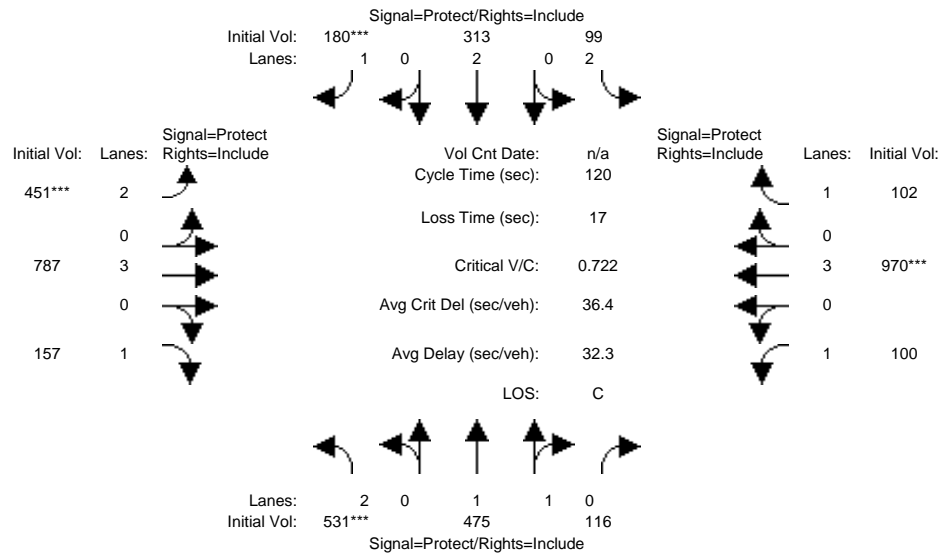 Signal=Protect/Rights=Include
Initial Vol: 180*** 313 99
Lanes: 1 0 2 0 2
Signal=Protect Signal=Protect
Initial Vol: Lanes: Rights=Include Vol Cnt Date: n/a Rights=Include Lanes: Initial Vol:
Cycle Time (sec): 120
451*** 2 1 102
Loss Time (sec): 17
0 0
787 3 Critical V/C: 0.722 3 970***
0 Avg Crit Del (sec/veh): 36.4 0
157 1 Avg Delay (sec/veh): 32.3 1 100
LOS: C
Lanes: 2 0 1 1 0
Initial Vol: 531*** 475 116
Signal=Protect/Rights=Include